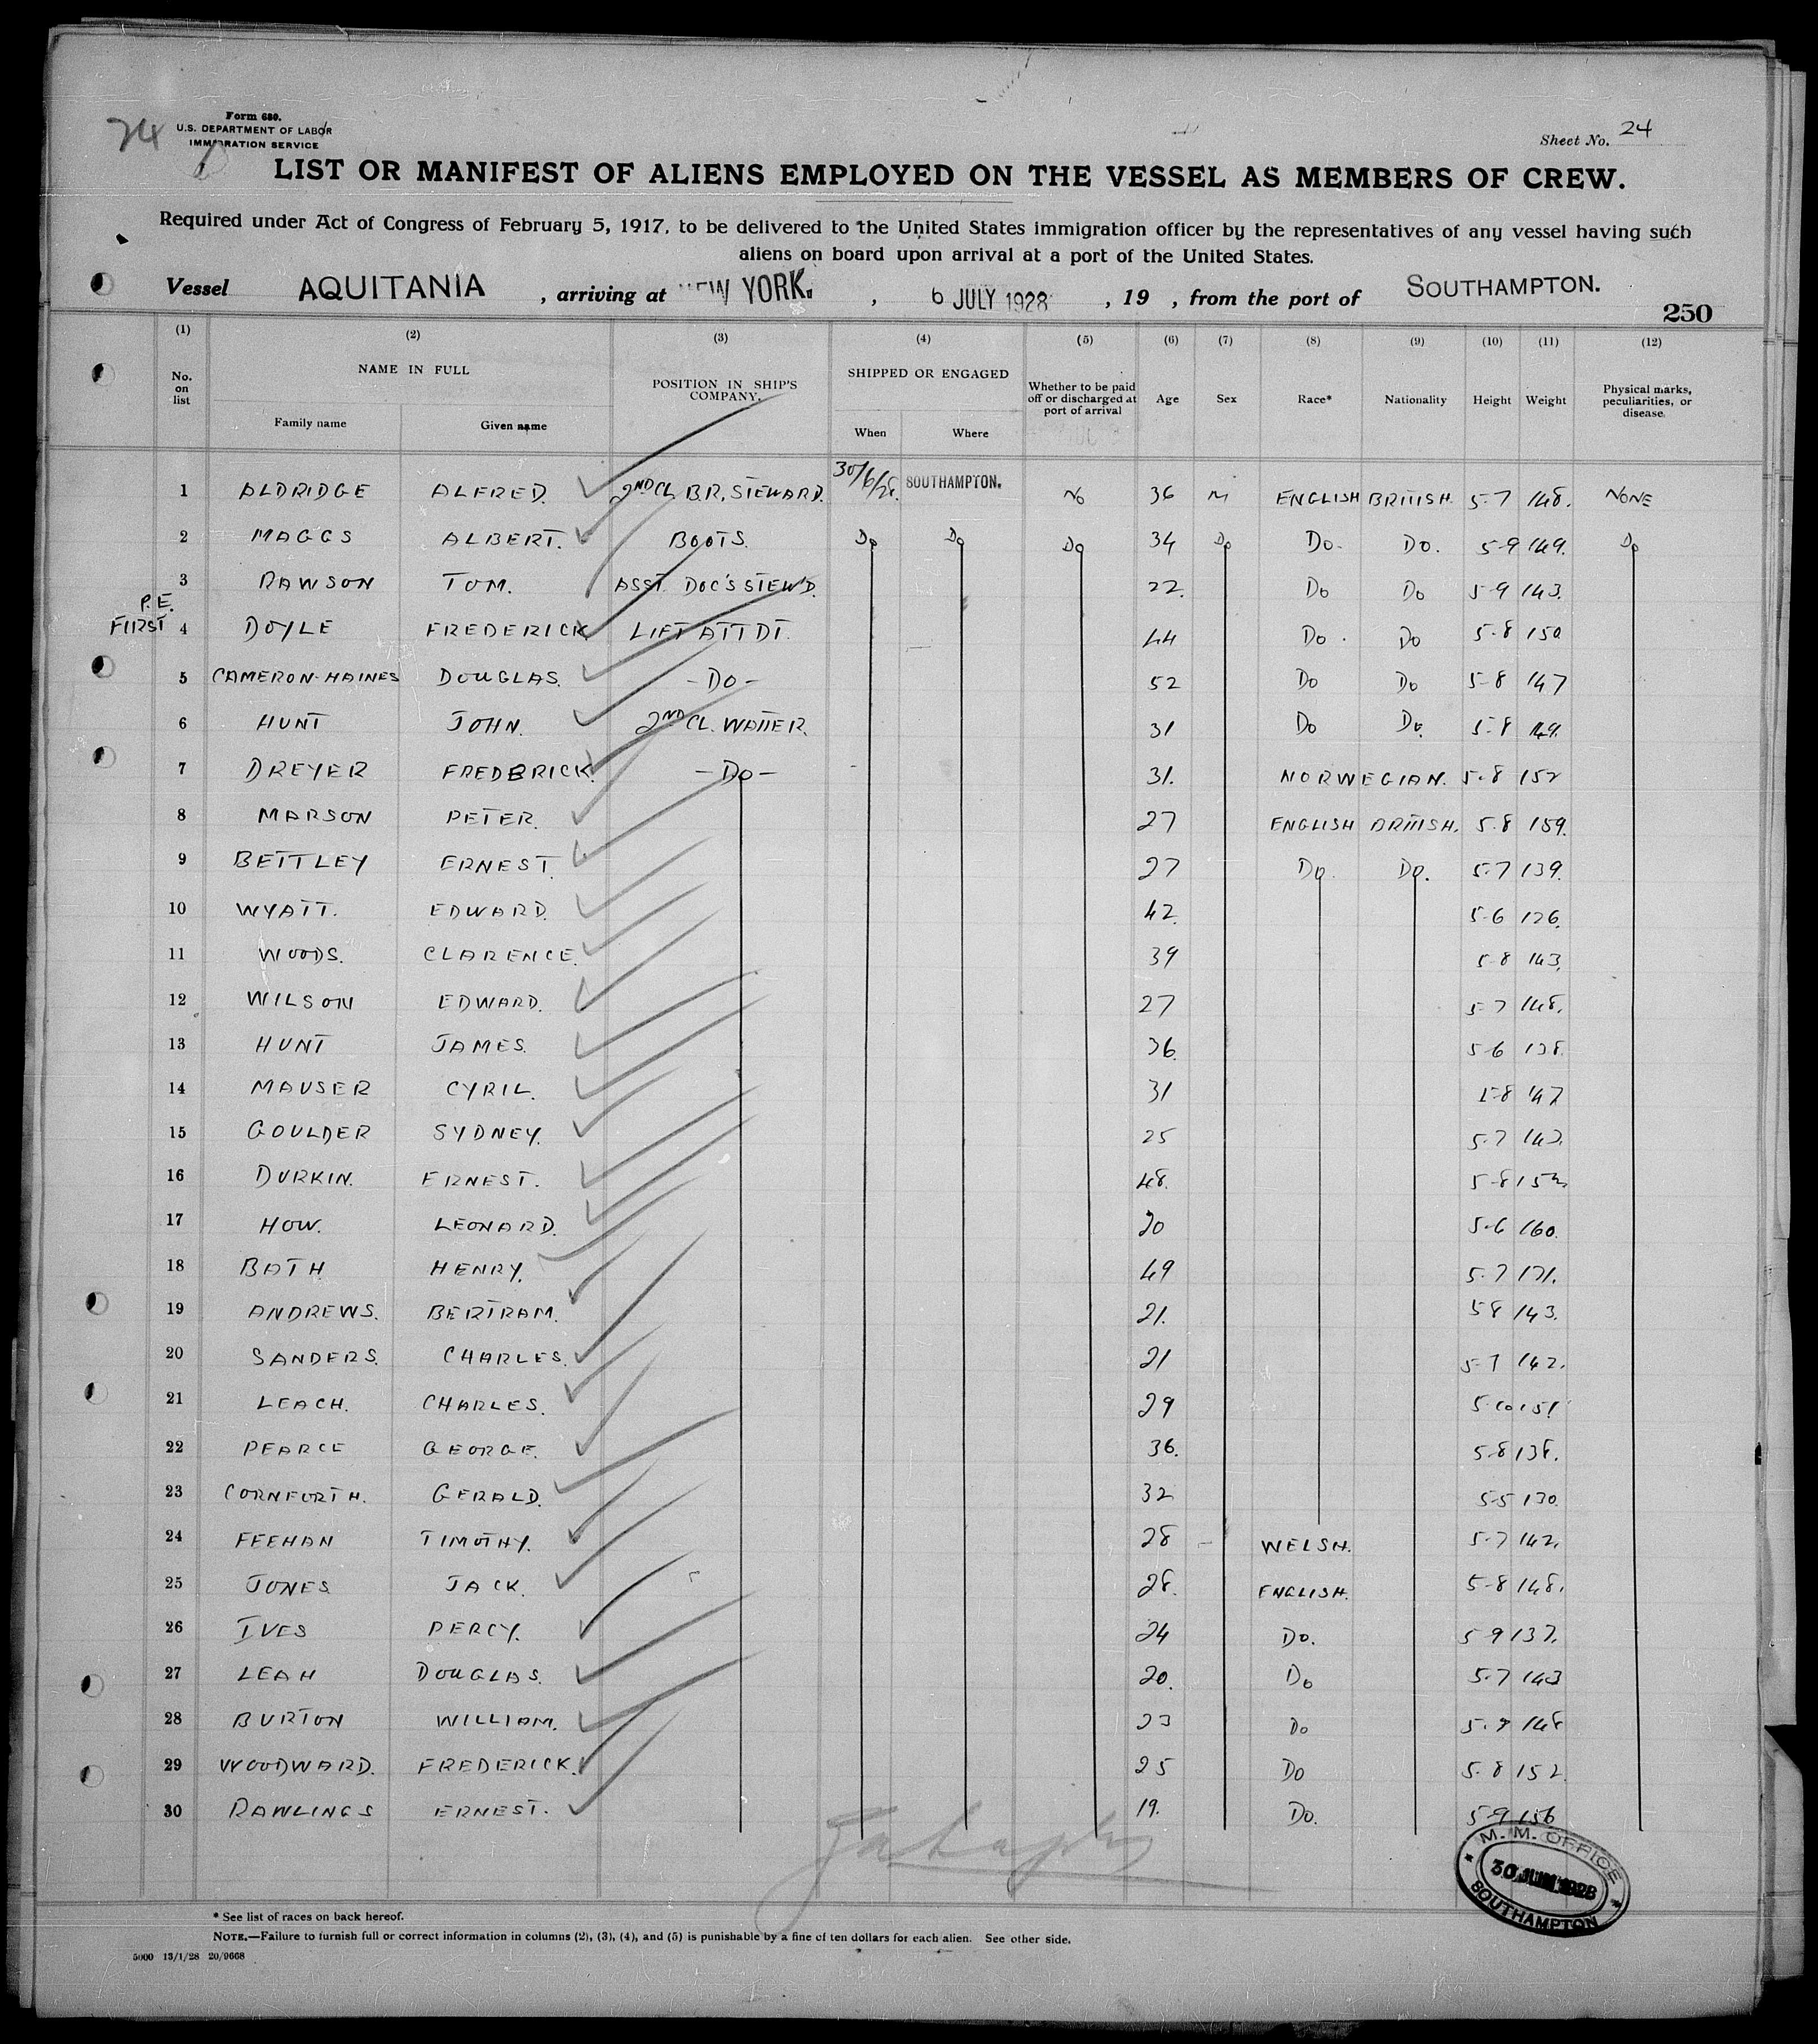 24
Form 680.
U.S. DEPARTMENT OF LABOR
IMMIGRATION SERVICE
Sheet No. 24
LIST OR MANIFEST OF ALIENS EMPLOYED ON THE VESSEL AS MEMBERS OF CREW.
Required under Act of Congress of February 5, 1917, to be delivered to the United States immigration officer by the representatives of any vessel having such
aliens on board upon arrival at a port of the United States.
Vessel AQUITANIA , arriving at NEW YORK. , 6 JULY 1928 , 19 , from the port of SOUTHAMPTON.
250
(1) (2) (3) (4) (5) (6) (7) (8) (9) (10) (11) (12)
No. on list NAME IN FULL POSITION IN SHIP'S COMPANY. SHIPPED OR ENGAGED Whether to be paid off or discharged at port of arrival Age Sex Race* Nationality Height Weight Physical marks, peculiarities, or disease.
Family name Given name When Where
1 ALDRIDGE ALFRED. 2ND CL BR, STEWARD. 30/6/28. SOUTHAMPTON. No 36 M ENGLISH BRITISH. 5-7 148. NONE
2 MAGGS ALBERT. BOOTS. Do Do Do 34 Do Do. Do. 5-9 149. Do
3 RAWSON TOM. ASST. DOC'S STEW'D. 22. Do Do 5-9 143.
P.E.
FIRST 4 DOYLE FREDERICK LIFT ATTDT. 44 Do. Do 5-8 150
5 CAMERON-HAINES DOUGLAS. -Do- 52 Do Do 5-8 147
6 HUNT JOHN. 2ND CL. WAITER. 31 Do Do. 5-8 149.
7 DREYER FREDERICK. -Do- 31. NORWEGIAN. 5-8 152
8 MARSON PETER. 27 ENGLISH BRITISH. 5-8 159.
9 BETTLEY ERNEST. 27 Do. Do. 5-7 139.
10 WYATT. EDWARD. 42. 5-6 126.
11 WOODS. CLARENCE. 39 5-8 143.
12 WILSON EDWARD. 27 5-7 148.
13 HUNT JAMES. 36. 5-6 138.
14 MAUSER CYRIL. 31 5-8 147
15 GOULDER SYDNEY. 25 5-7
16 DURKIN. ERNEST. 48. 5-8
17 HOW. LEONARD. 20 5-6 160.
18 BATH HENRY. 49 5-7 171.
19 ANDREWS. BERTRAM. 21. 5 8 143.
20 SANDERS. CHARLES. 21 5-7 142.
21 LEACH. CHARLES. 29 5-10 151
22 PEARCE GEORGE. 36. 5-8 138.
23 CORNFORTH. GERALD. 32 5-5 130.
24 FEEHAN TIMOTHY. 28 WELSH. 5-7 142.
25 JONES JACK. 28. ENGLISH. 5-8 148.
26 IVES PERCY. 24 Do. 5-9 137.
27 LEAH DOUGLAS. 20. Do 5-7 143
28 BURTON WILLIAM. 23 Do 148
29 WOODWARD. FREDERICK. 25 Do 5-8 152.
30 RAWLINGS ERNEST. 19. Do. 5-9 156
M. M. OFFICE
30 JUN 1928
SOUTHAMPTON
* See list of races on back hereof.
NOTE.—Failure to furnish full or correct information in columns (2), (3), (4), and (5) is punishable by a fine of ten dollars for each alien. See other side.
5000 13/1/28 20/9668